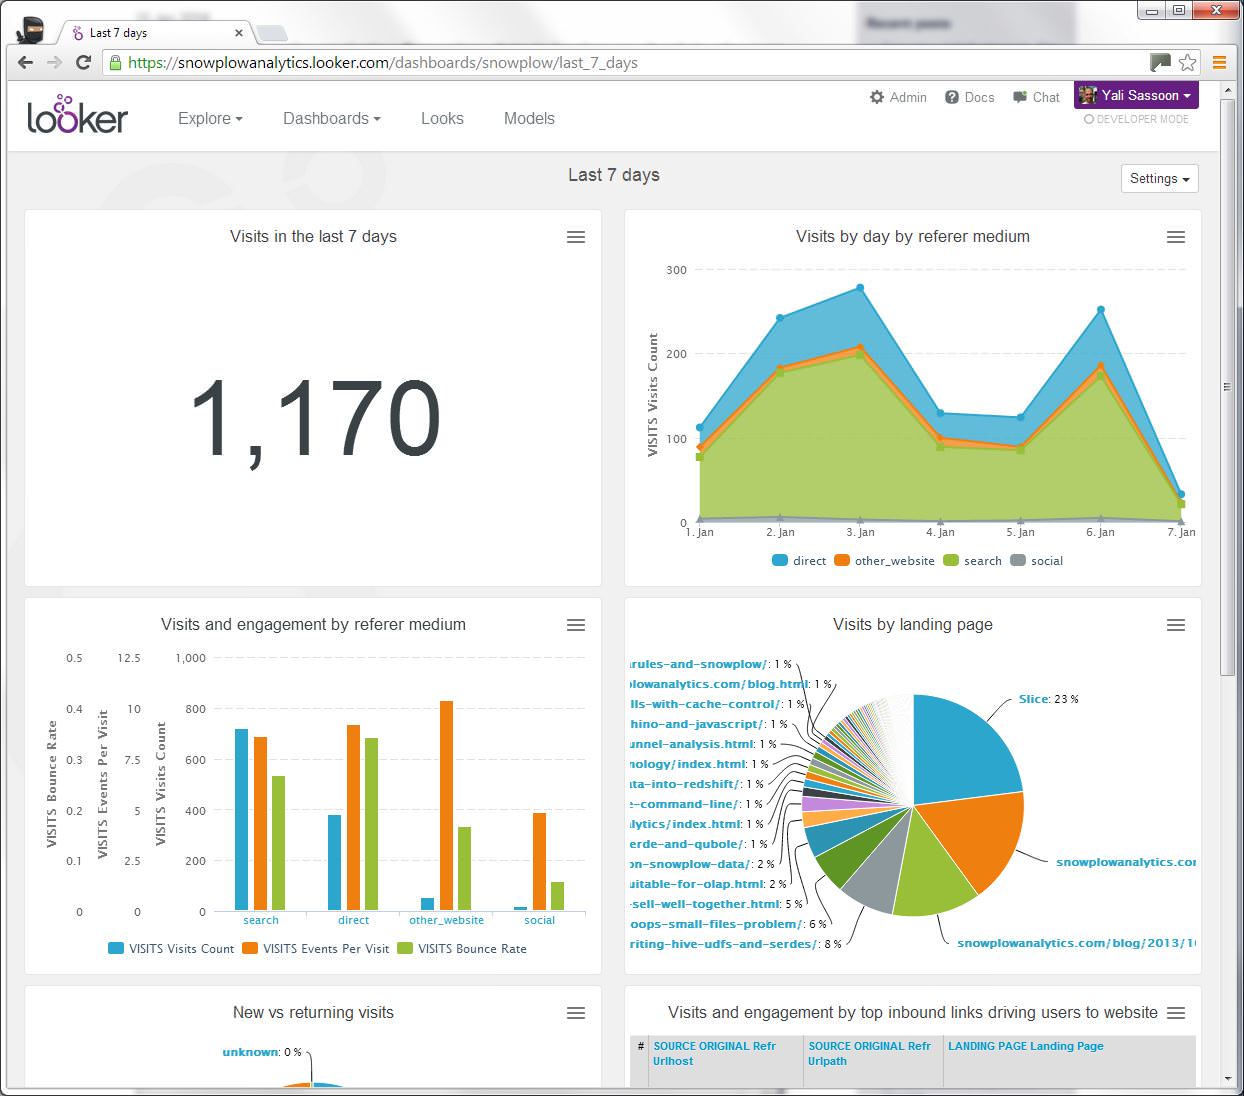 Last 7 days
https://snowplowanalytics.looker.com/dashboards/snowplow/last_7_days
looker
Explore
Dashboards
Looks
Models
Admin
Docs
Chat
Yali Sassoon
DEVELOPER MODE
Last 7 days
Settings
Visits in the last 7 days
1,170
Visits by day by referer medium
VISITS Visits Count
300
200
100
0
1. Jan
2. Jan
3. Jan
4. Jan
5. Jan
6. Jan
7. Jan
direct
other_website
search
social
Visits and engagement by referer medium
VISITS Bounce Rate
0.5
0.4
0.3
0.2
0.1
0
VISITS Events Per Visit
12.5
10
7.5
5
2.5
0
VISITS Visits Count
1,000
800
600
400
200
0
search
direct
other_website
social
VISITS Visits Count
VISITS Events Per Visit
VISITS Bounce Rate
Visits by landing page
rules-and-snowplow/: 1 %
plowanalytics.com/blog.html: 1 %
lls-with-cache-control/: 1 %
hino-and-javascript/: 1 %
unnel-analysis.html: 1 %
nology/index.html: 1 %
ata-into-redshift/: 1 %
e-command-line/: 1 %
alytics/index.html: 1 %
erde-and-qubole/: 1 %
on-snowplow-data/: 2 %
uitable-for-olap.html: 2 %
-sell-well-together.html: 5 %
oops-small-files-problem/: 6 %
riting-hive-udfs-and-serdes/: 8 %
Slice: 23 %
snowplowanalytics.com
snowplowanalytics.com/blog/2013/10
New vs returning visits
unknown: 0 %
Visits and engagement by top inbound links driving users to website
#
SOURCE ORIGINAL Refr Urlhost
SOURCE ORIGINAL Refr Urlpath
LANDING PAGE Landing Page